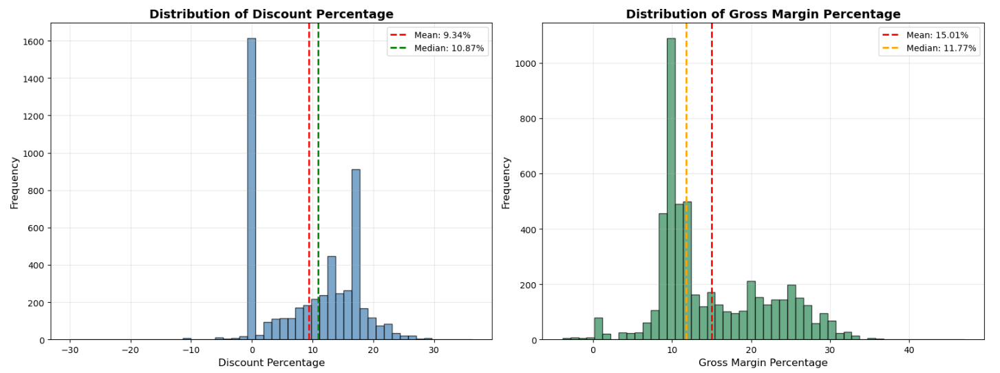 Distribution of Discount Percentage
Mean: 9.34%
Median: 10.87%
1600
1400
1200
1000
800
600
400
200
0
Frequency
−30
−20
−10
0
10
20
30
Discount Percentage
Distribution of Gross Margin Percentage
Mean: 15.01%
Median: 11.77%
1000
800
600
400
200
0
Frequency
0
10
20
30
40
Gross Margin Percentage